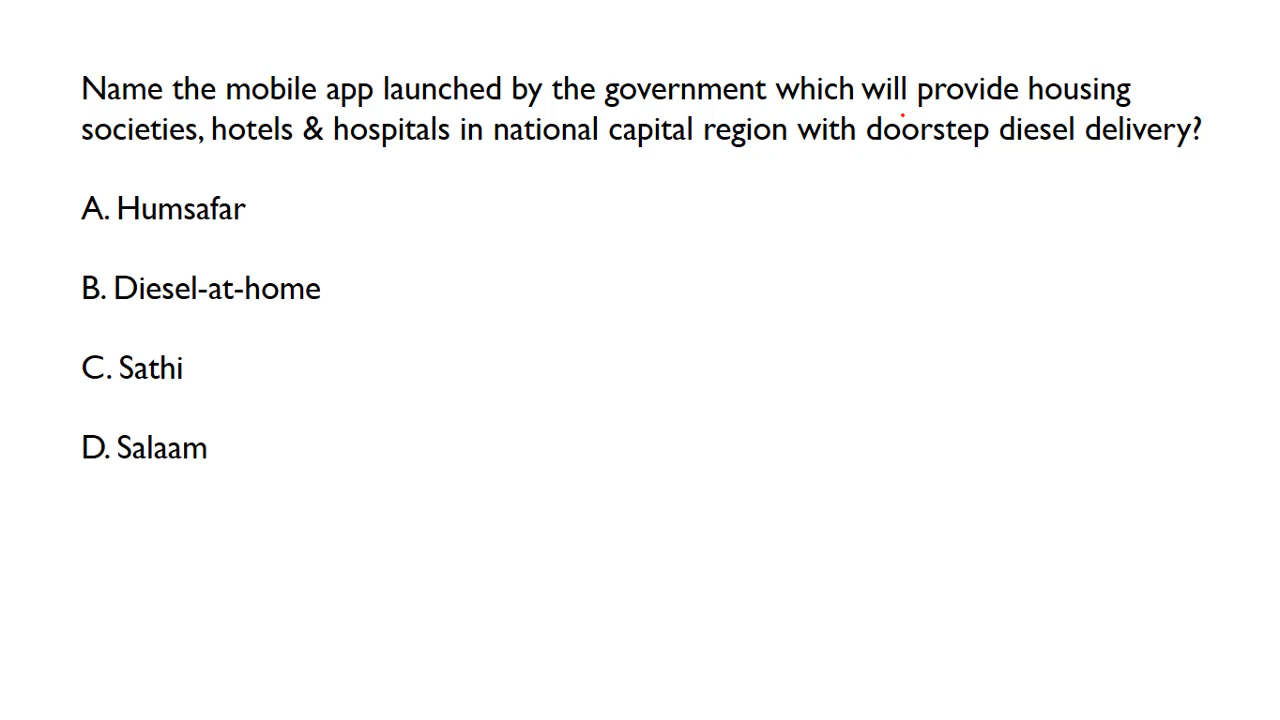 Name the mobile app launched by the government which will provide housing
societies, hotels & hospitals in national capital region with doorstep diesel delivery?
A. Humsafar
B. Diesel-at-home
C. Sathi
D. Salaam